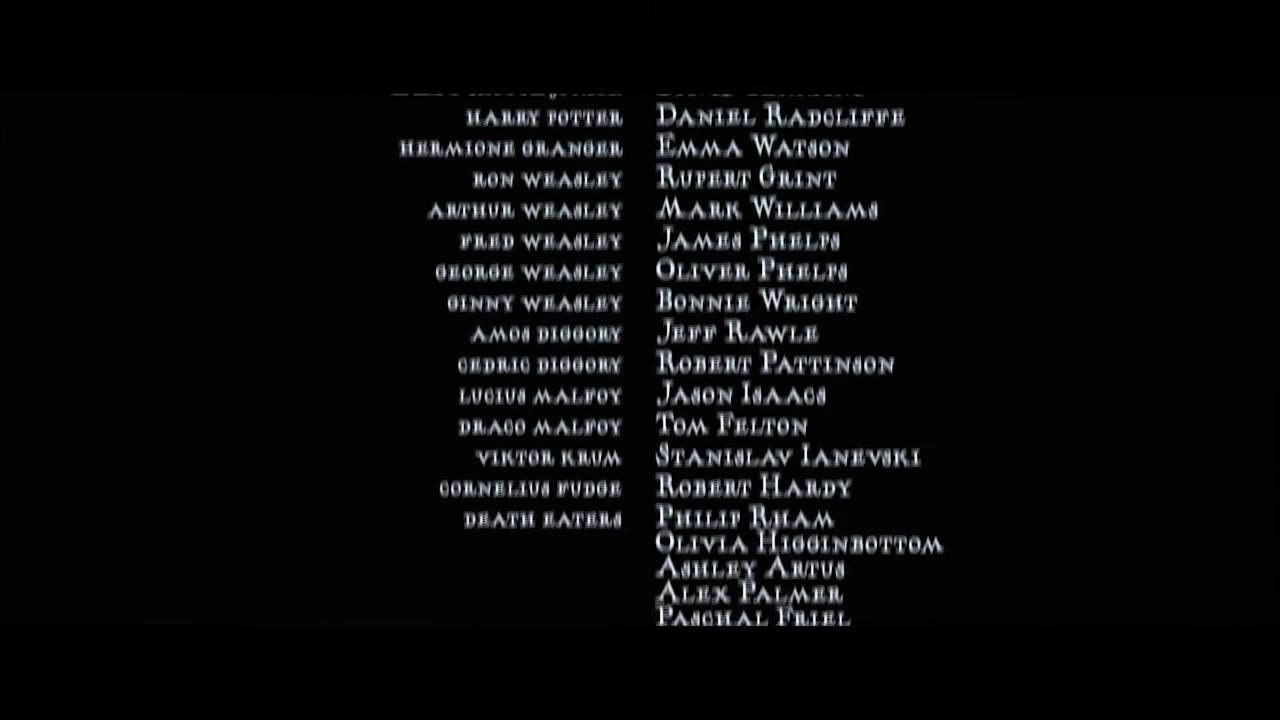 HARRY POTTER DANIEL RADCLIFFE
HERMIONE GRANGER EMMA WATSON
RON WEASLEY RUPERT GRINT
ARTHUR WEASLEY MARK WILLIAMS
FRED WEASLEY JAMES PHELPS
GEORGE WEASLEY OLIVER PHELPS
GINNY WEASLEY BONNIE WRIGHT
AMOS DIGGORY JEFF RAWLE
CEDRIC DIGGORY ROBERT PATTINSON
LUCIUS MALFOY JASON ISAACS
DRACO MALFOY TOM FELTON
VIKTOR KRUM STANISLAV IANEVSKI
CORNELIUS FUDGE ROBERT HARDY
DEATH EATERS PHILIP RHAM
OLIVIA HIGGINBOTTOM
ASHLEY ARTUS
ALEX PALMER
PASCHAL FRIEL